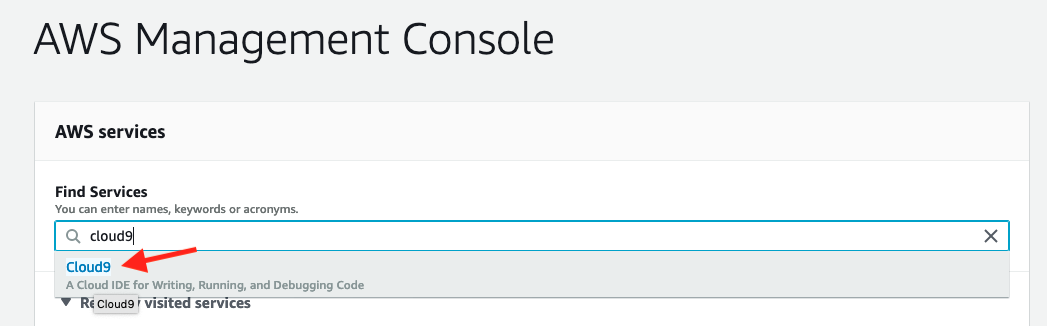 AWS Management Console
AWS services
Find Services
You can enter names, keywords or acronyms.
cloud9
Cloud9
A Cloud IDE for Writing, Running, and Debugging Code
Re y visited services
Cloud9